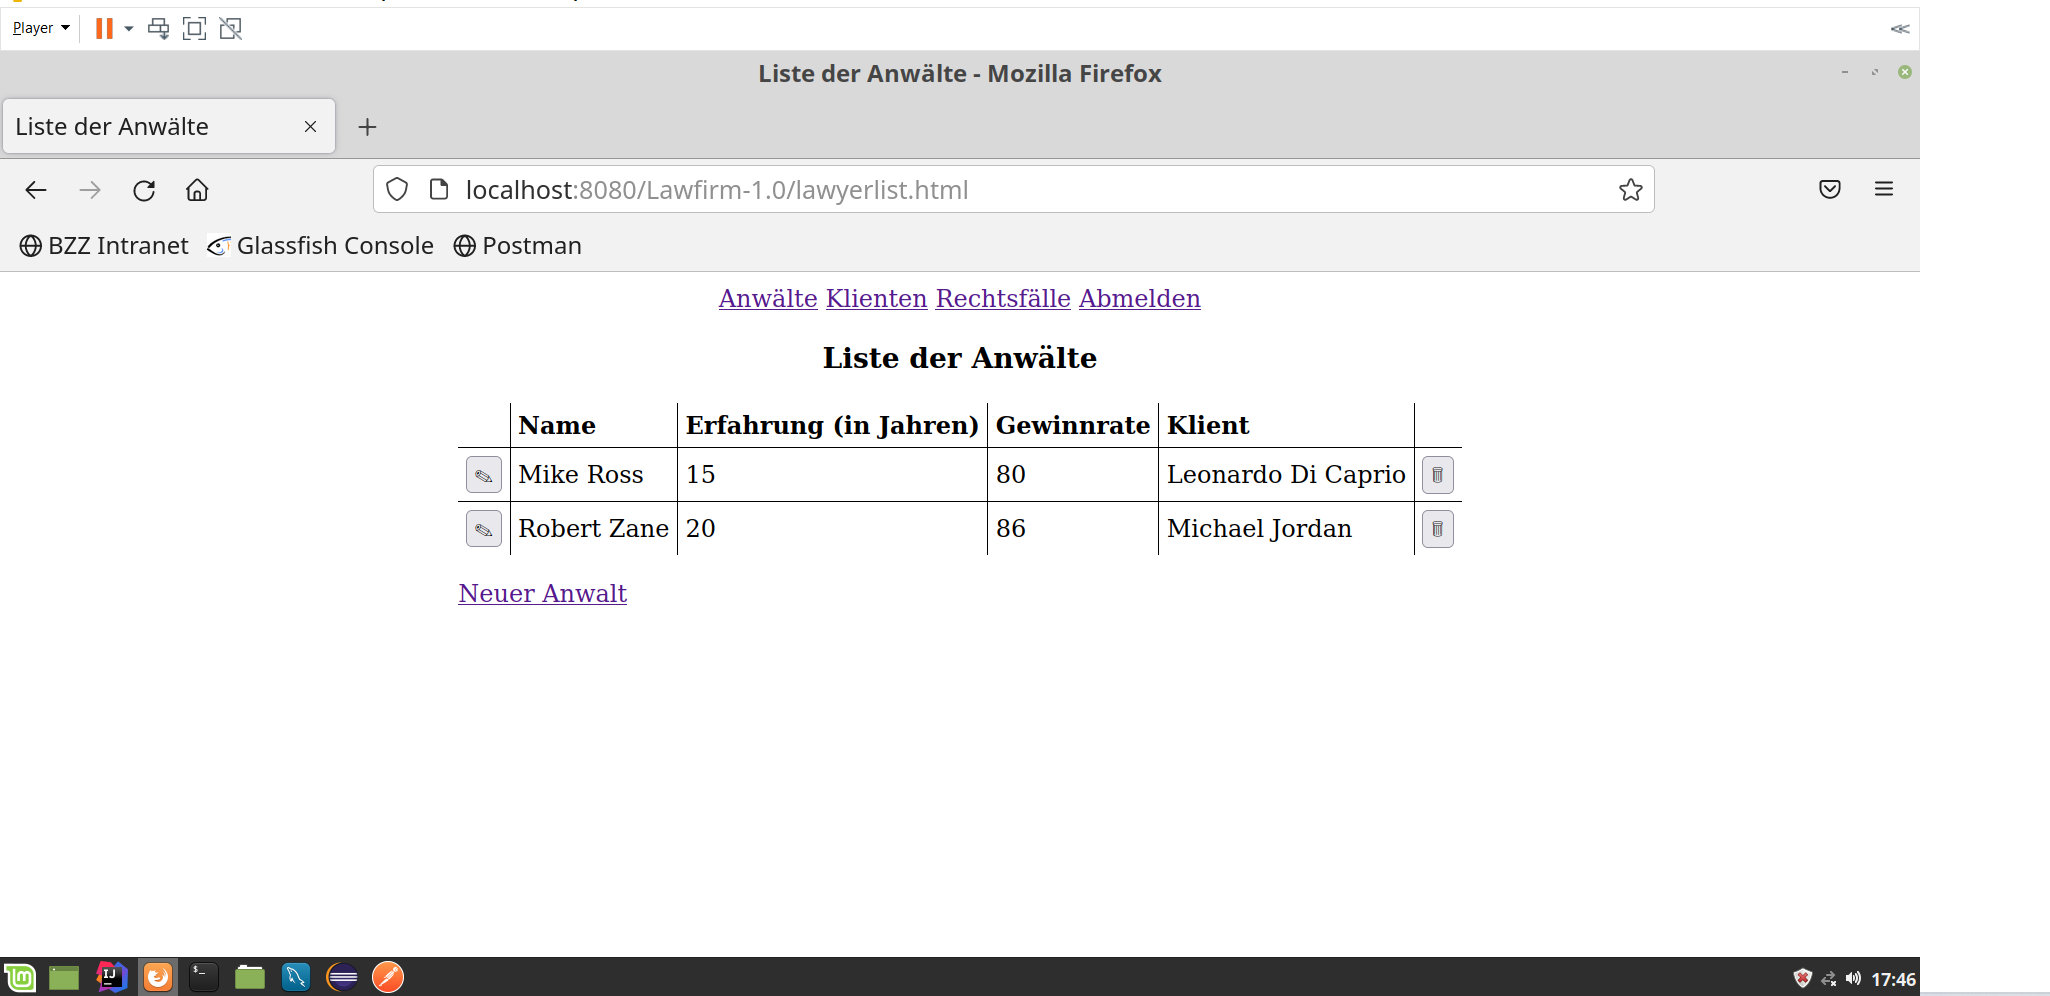 Player
Liste der Anwälte - Mozilla Firefox
Liste der Anwälte
localhost:8080/Lawfirm-1.0/lawyerlist.html
BZZ Intranet Glassfish Console Postman
Anwälte Klienten Rechtsfälle Abmelden
Liste der Anwälte
Name Erfahrung (in Jahren) Gewinnrate Klient
Mike Ross 15 80 Leonardo Di Caprio
Robert Zane 20 86 Michael Jordan
Neuer Anwalt
IJ
$_
17:46